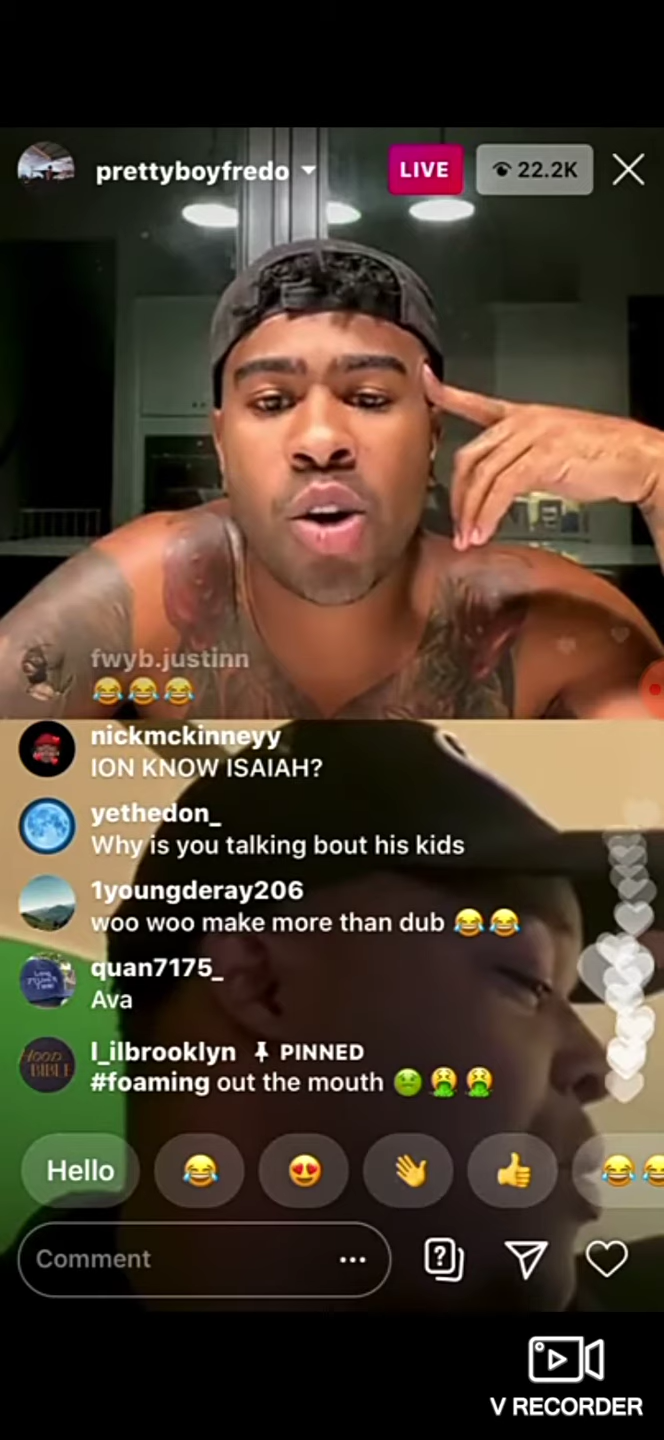 prettyboyfredo
LIVE
22.2K
fwyb.justinn
😂😂😂
nickmckinneyy
ION KNOW ISAIAH?
yethedon_
Why is you talking bout his kids
1youngderay206
woo woo make more than dub 😂😂
quan7175_
Ava
l_ilbrooklyn PINNED
#foaming out the mouth 🤢🤮🤮
Hello
Comment
V RECORDER